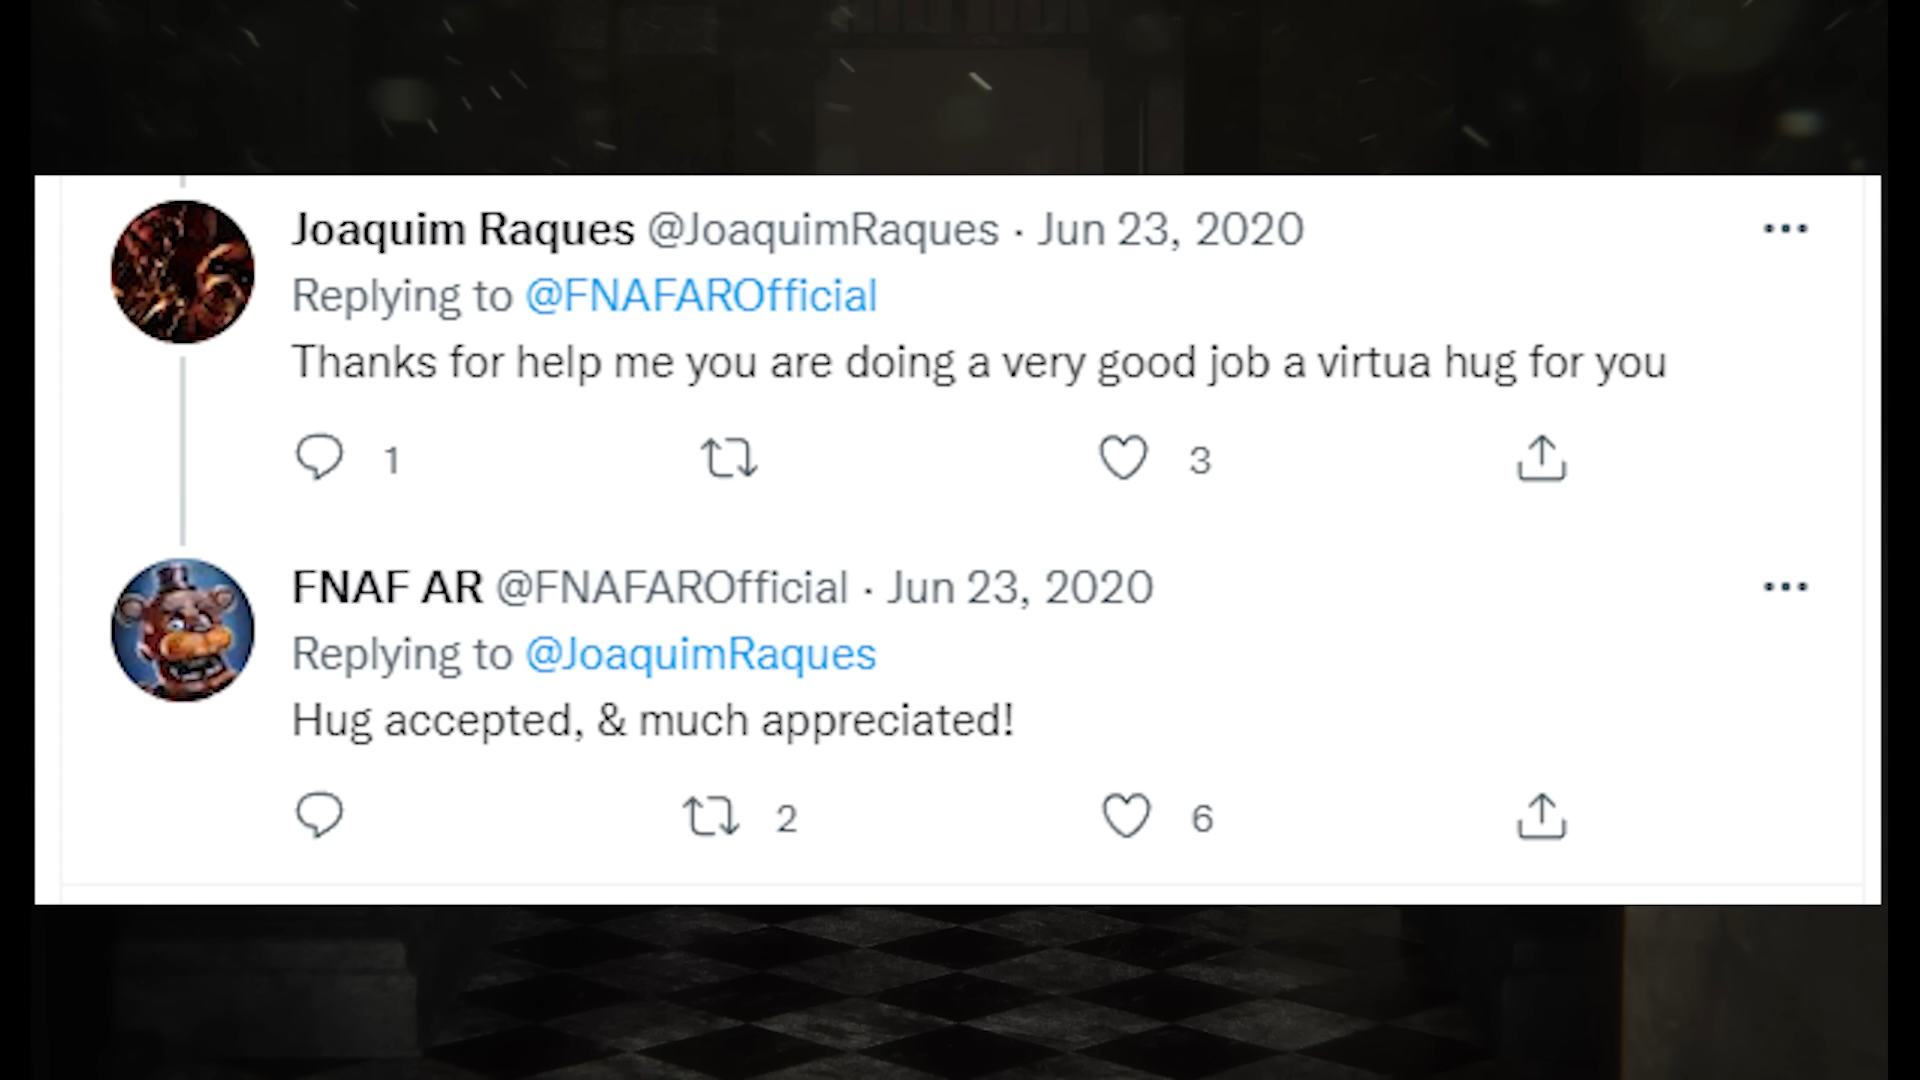 Joaquim Raques @JoaquimRaques · Jun 23, 2020
Replying to @FNAFAROfficial
Thanks for help me you are doing a very good job a virtua hug for you
1 3
FNAF AR @FNAFAROfficial · Jun 23, 2020
Replying to @JoaquimRaques
Hug accepted, & much appreciated!
2 6